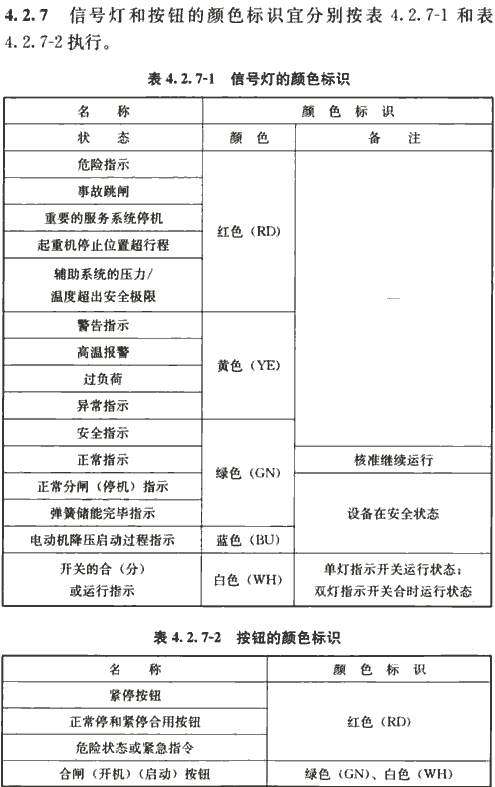 4.2.7 信号灯和按钮的颜色标识宜分别按表 4.2.7-1 和表
4.2.7-2 执行。
表 4.2.7-1 信号灯的颜色标识
名 称 颜 色 标 识
状 态 颜 色 备 注
危险指示
事故跳闸
重要的服务系统停机
起重机停止位置超行程
辅助系统的压力/
温度超出安全极限
红色（RD）
—
警告指示
高温报警
过负荷
异常指示
黄色（YE）
安全指示
正常指示
核准继续运行
正常分闸（停机）指示
弹簧储能完毕指示
绿色（GN）
设备在安全状态
电动机降压启动过程指示 蓝色（BU）
开关的合（分）
或运行指示
白色（WH）
单灯指示开关运行状态；
双灯指示开关合时运行状态
表 4.2.7-2 按钮的颜色标识
名 称 颜 色 标 识
紧停按钮
正常停和紧停合用按钮
危险状态或紧急指令
红色（RD）
合闸（开机）（启动）按钮 绿色（GN）、白色（WH）